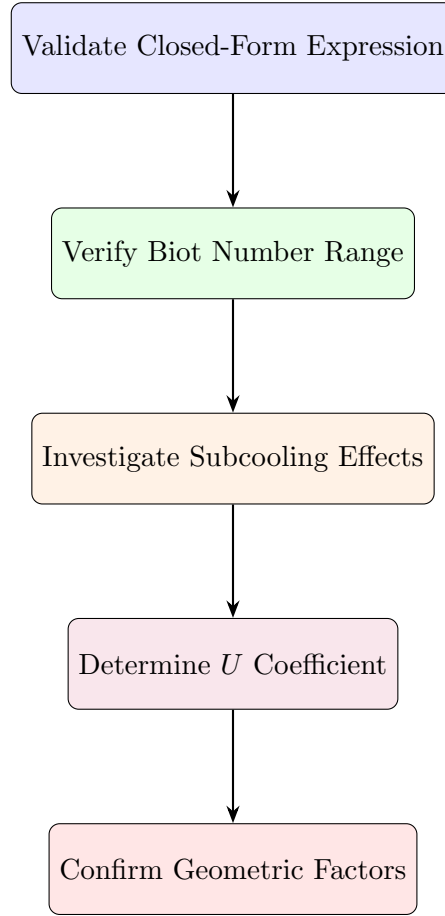 Validate Closed-Form Expression
Verify Biot Number Range
Investigate Subcooling Effects
Determine U Coefficient
Confirm Geometric Factors